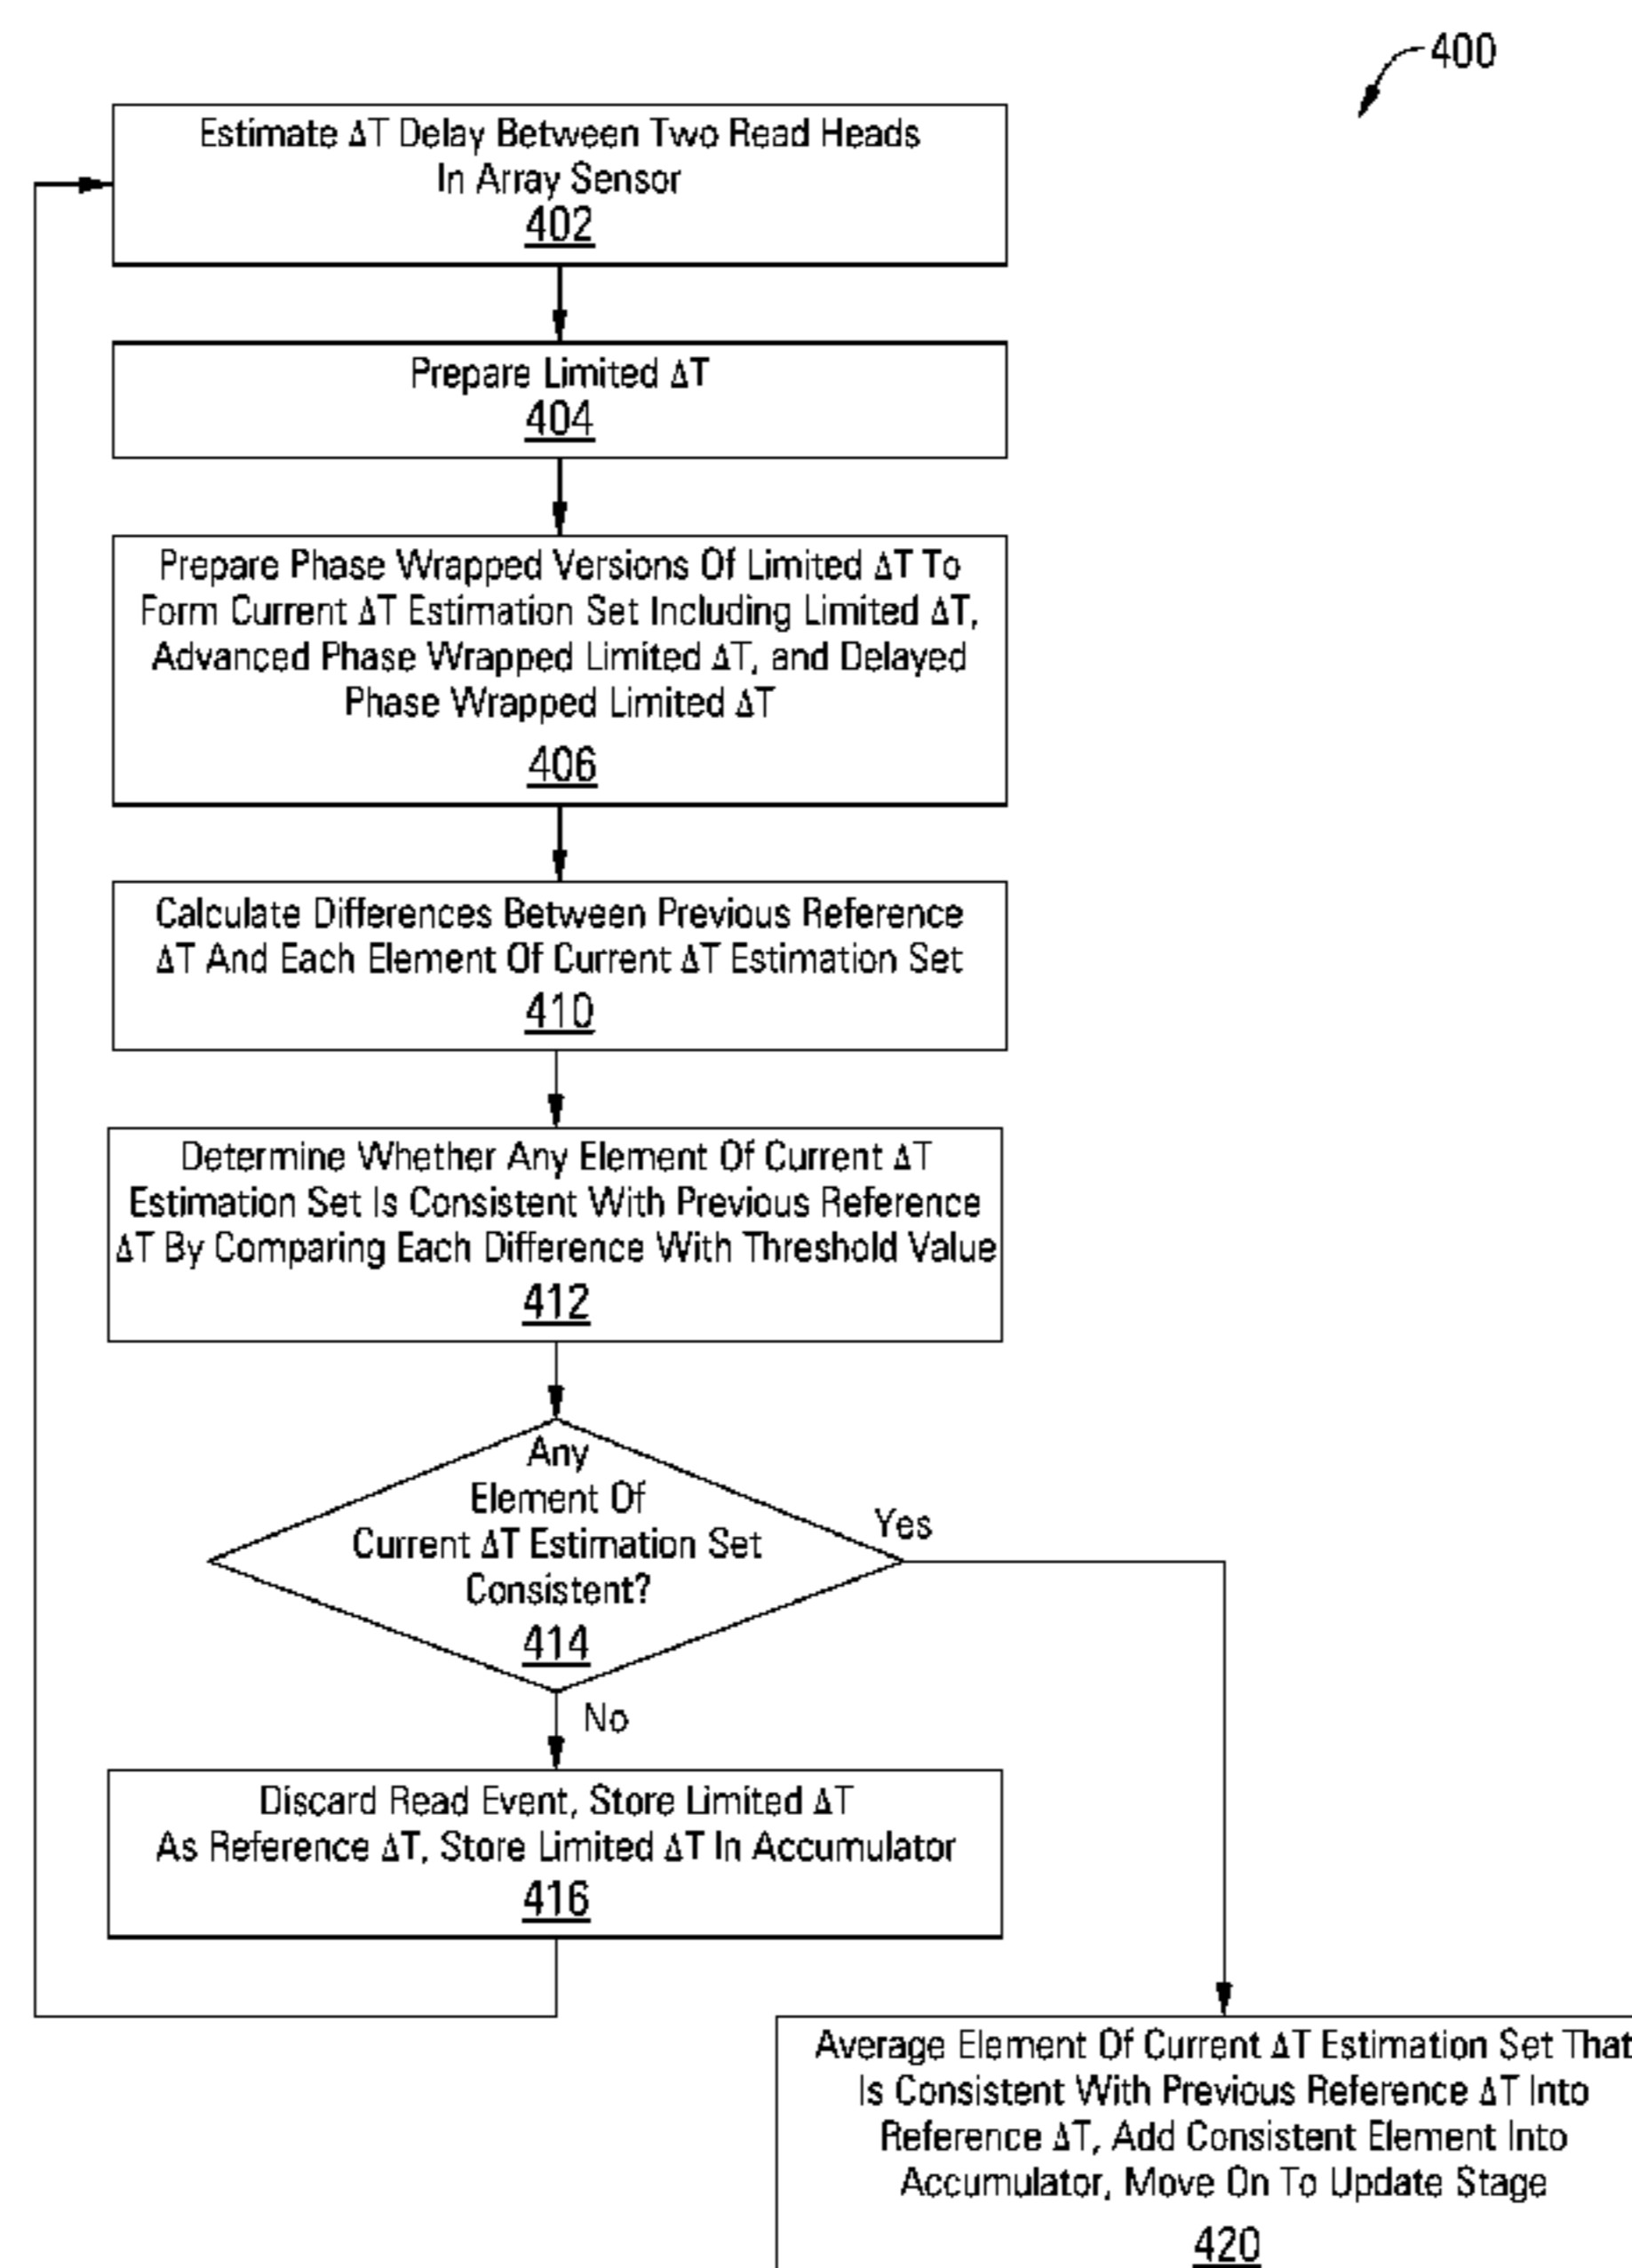 400
Estimate ΔT Delay Between Two Read Heads
In Array Sensor
402
Prepare Limited ΔT
404
Prepare Phase Wrapped Versions Of Limited ΔT To
Form Current ΔT Estimation Set Including Limited ΔT,
Advanced Phase Wrapped Limited ΔT, and Delayed
Phase Wrapped Limited ΔT
406
Calculate Differences Between Previous Reference
ΔT And Each Element Of Current ΔT Estimation Set
410
Determine Whether Any Element Of Current ΔT
Estimation Set Is Consistent With Previous Reference
ΔT By Comparing Each Difference With Threshold Value
412
Any
Element Of
Current ΔT Estimation Set
Consistent?
414
Yes
No
Discard Read Event, Store Limited ΔT
As Reference ΔT, Store Limited ΔT In Accumulator
416
Average Element Of Current ΔT Estimation Set That
Is Consistent With Previous Reference ΔT Into
Reference ΔT, Add Consistent Element Into
Accumulator, Move On To Update Stage
420